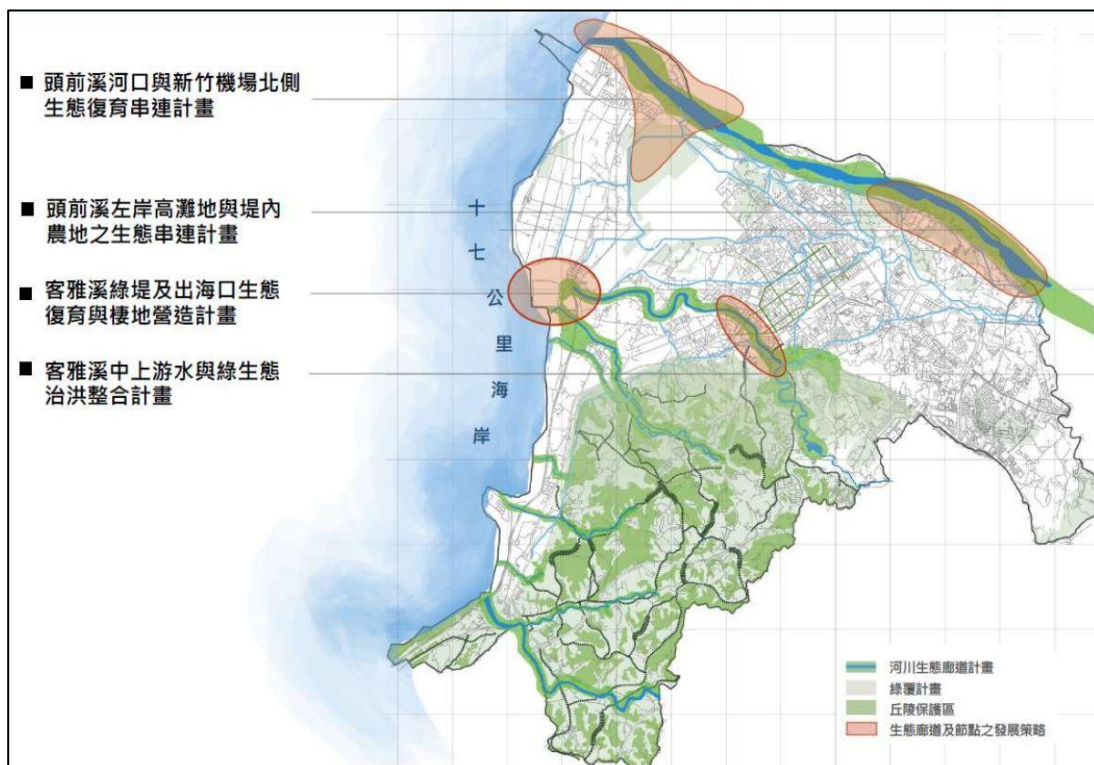 ■ 頭前溪河口與新竹機場北側
生態復育串連計畫
■ 頭前溪左岸高灘地與堤內
農地之生態串連計畫
■ 客雅溪綠堤及出海口生態
復育與棲地營造計畫
■ 客雅溪中上游水與綠生態
治洪整合計畫
十
七
公
里
海
岸
河川生態廊道計畫
綠覆計畫
丘陵保護區
生態廊道及節點之發展策略